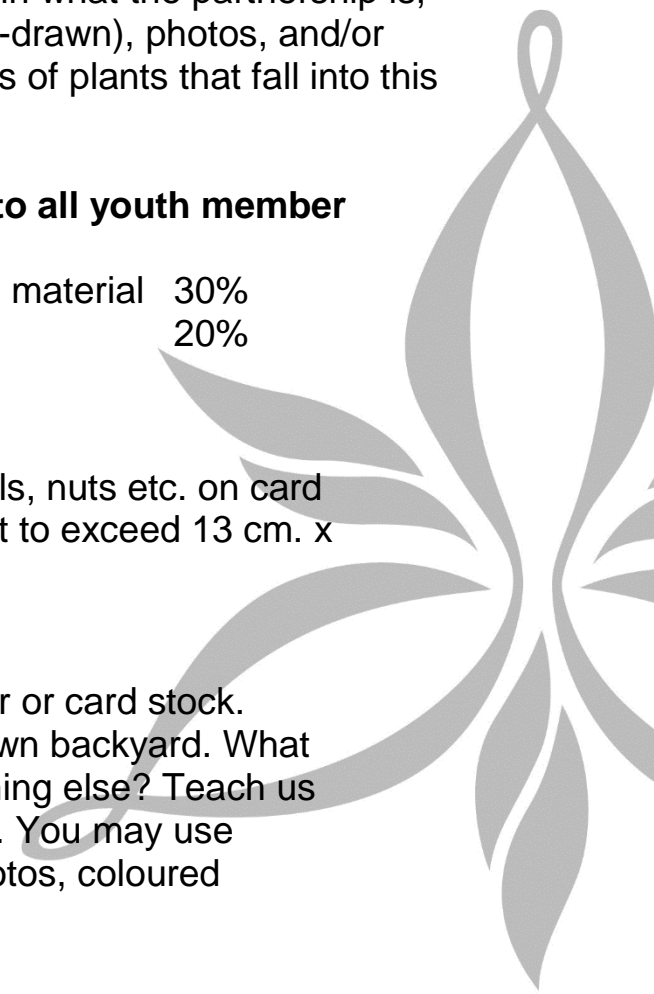 in what the partnership is,
-drawn), photos, and/or
s of plants that fall into this
to all youth member
material 30%
20%
ls, nuts etc. on card
t to exceed 13 cm. x
r or card stock.
wn backyard. What
ing else? Teach us
. You may use
otos, coloured